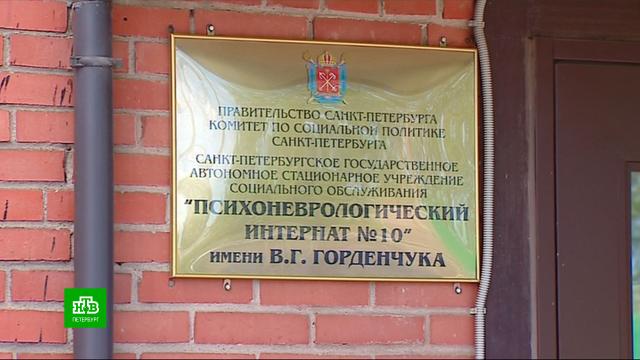 ПРАВИТЕЛЬСТВО САНКТ-ПЕТЕРБУРГА
КОМИТЕТ ПО СОЦИАЛЬНОЙ ПОЛИТИКЕ
САНКТ-ПЕТЕРБУРГА
САНКТ-ПЕТЕРБУРГСКОЕ ГОСУДАРСТВЕННОЕ
АВТОНОМНОЕ СТАЦИОНАРНОЕ УЧРЕЖДЕНИЕ
СОЦИАЛЬНОГО ОБСЛУЖИВАНИЯ
"ПСИХОНЕВРОЛОГИЧЕСКИЙ
ИНТЕРНАТ №10"
ИМЕНИ В.Г. ГОРДЕНЧУКА
НТВ
ПЕТЕРБУРГ